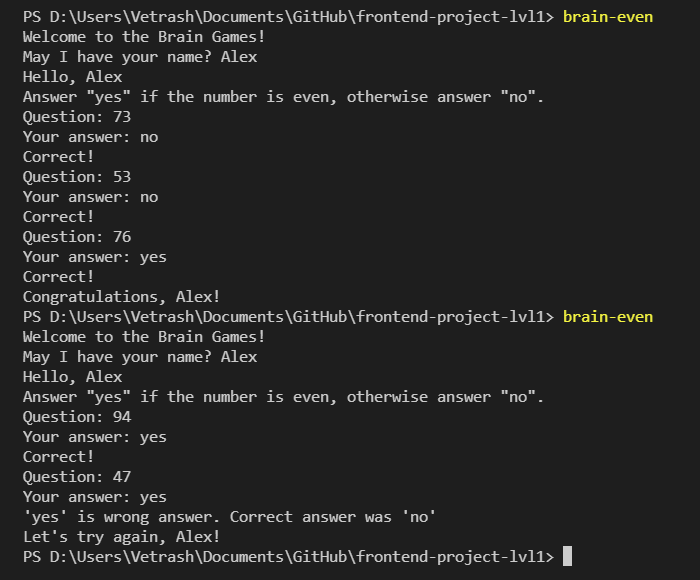 PS D:\Users\Vetrash\Documents\GitHub\frontend-project-lvl1> brain-even
Welcome to the Brain Games!
May I have your name? Alex
Hello, Alex
Answer "yes" if the number is even, otherwise answer "no".
Question: 73
Your answer: no
Correct!
Question: 53
Your answer: no
Correct!
Question: 76
Your answer: yes
Correct!
Congratulations, Alex!
PS D:\Users\Vetrash\Documents\GitHub\frontend-project-lvl1> brain-even
Welcome to the Brain Games!
May I have your name? Alex
Hello, Alex
Answer "yes" if the number is even, otherwise answer "no".
Question: 94
Your answer: yes
Correct!
Question: 47
Your answer: yes
'yes' is wrong answer. Correct answer was 'no'
Let's try again, Alex!
PS D:\Users\Vetrash\Documents\GitHub\frontend-project-lvl1>